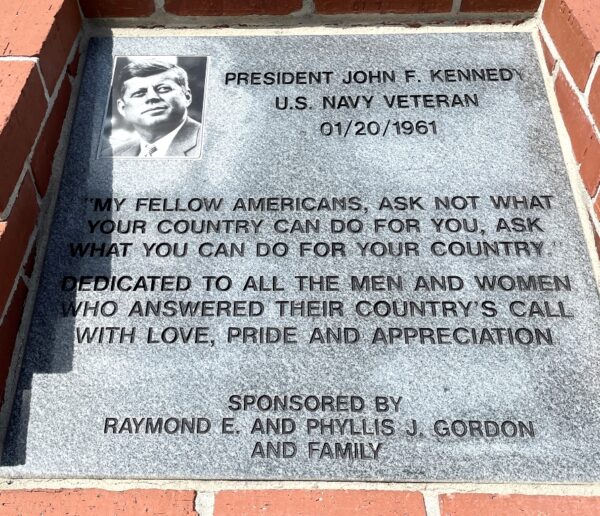 PRESIDENT JOHN F. KENNEDY
U.S. NAVY VETERAN
01/20/1961
"MY FELLOW AMERICANS, ASK NOT WHAT
YOUR COUNTRY CAN DO FOR YOU, ASK
WHAT YOU CAN DO FOR YOUR COUNTRY."
DEDICATED TO ALL THE MEN AND WOMEN
WHO ANSWERED THEIR COUNTRY'S CALL
WITH LOVE, PRIDE AND APPRECIATION
SPONSORED BY
RAYMOND E. AND PHYLLIS J. GORDON
AND FAMILY